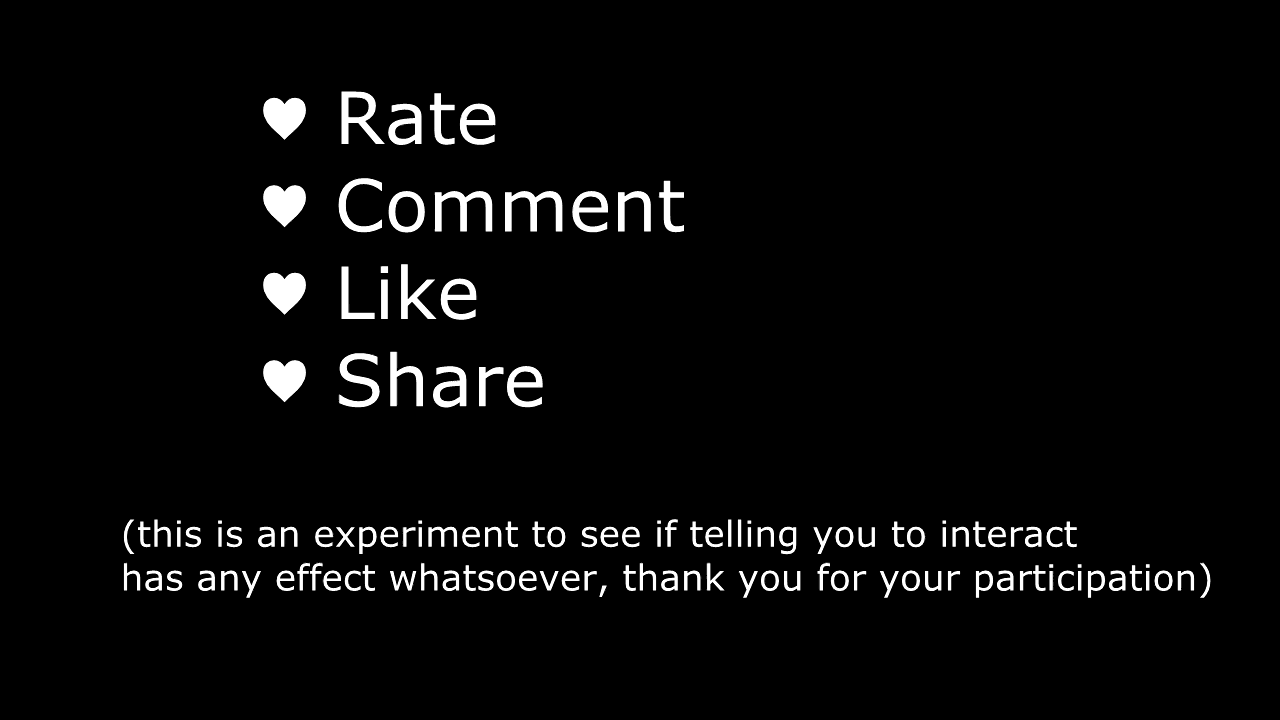 ♥ Rate
♥ Comment
♥ Like
♥ Share
(this is an experiment to see if telling you to interact
has any effect whatsoever, thank you for your participation)